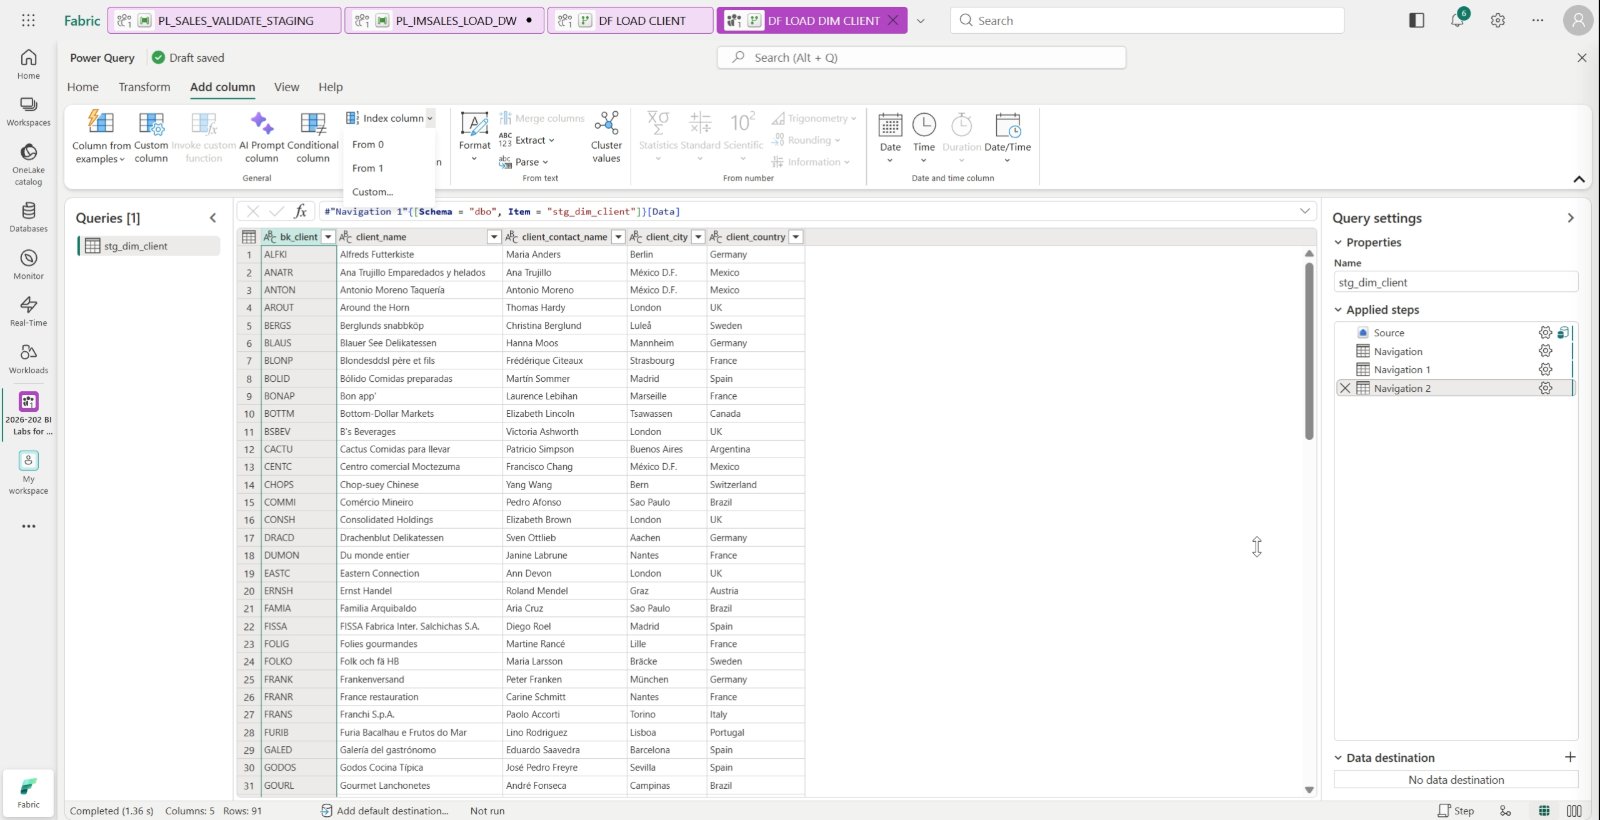 Fabric PL_SALES_VALIDATE_STAGING PL_IMSALES_LOAD_DW DF LOAD CLIENT DF LOAD DIM CLIENT Search 6
Power Query Draft saved Search (Alt + Q)
Home Transform Add column View Help
Home
Workspaces
OneLake
catalog
Databases
Monitor
Real-Time
Workloads
2026-202 BI
Labs for ...
My
workspace
Fabric
Column from
examples
Custom
column
Invoke custom
function
AI Prompt
column
Conditional
column
Index column
From 0
From 1
Custom...
General
Format
Merge columns
Extract
Parse
Cluster
values
From text
Statistics Standard Scientific
Trigonometry
Rounding
Information
From number
Date Time Duration Date/Time
Date and time column
Queries [1]
stg_dim_client
fx #"Navigation 1"{[Schema = "dbo", Item = "stg_dim_client"]}[Data]
bk_client client_name client_contact_name client_city client_country
1 ALFKI Alfreds Futterkiste Maria Anders Berlin Germany
2 ANATR Ana Trujillo Emparedados y helados Ana Trujillo México D.F. Mexico
3 ANTON Antonio Moreno Taquería Antonio Moreno México D.F. Mexico
4 AROUT Around the Horn Thomas Hardy London UK
5 BERGS Berglunds snabbköp Christina Berglund Luleå Sweden
6 BLAUS Blauer See Delikatessen Hanna Moos Mannheim Germany
7 BLONP Blondesddsl père et fils Frédérique Citeaux Strasbourg France
8 BOLID Bólido Comidas preparadas Martín Sommer Madrid Spain
9 BONAP Bon app' Laurence Lebihan Marseille France
10 BOTTM Bottom-Dollar Markets Elizabeth Lincoln Tsawassen Canada
11 BSBEV B's Beverages Victoria Ashworth London UK
12 CACTU Cactus Comidas para llevar Patricio Simpson Buenos Aires Argentina
13 CENTC Centro comercial Moctezuma Francisco Chang México D.F. Mexico
14 CHOPS Chop-suey Chinese Yang Wang Bern Switzerland
15 COMMI Comércio Mineiro Pedro Afonso Sao Paulo Brazil
16 CONSH Consolidated Holdings Elizabeth Brown London UK
17 DRACD Drachenblut Delikatessen Sven Ottlieb Aachen Germany
18 DUMON Du monde entier Janine Labrune Nantes France
19 EASTC Eastern Connection Ann Devon London UK
20 ERNSH Ernst Handel Roland Mendel Graz Austria
21 FAMIA Familia Arquibaldo Aria Cruz Sao Paulo Brazil
22 FISSA FISSA Fabrica Inter. Salchichas S.A. Diego Roel Madrid Spain
23 FOLIG Folies gourmandes Martine Rancé Lille France
24 FOLKO Folk och fä HB Maria Larsson Bräcke Sweden
25 FRANK Frankenversand Peter Franken München Germany
26 FRANR France restauration Carine Schmitt Nantes France
27 FRANS Franchi S.p.A. Paolo Accorti Torino Italy
28 FURIB Furia Bacalhau e Frutos do Mar Lino Rodriguez Lisboa Portugal
29 GALED Galería del gastrónomo Eduardo Saavedra Barcelona Spain
30 GODOS Godos Cocina Típica José Pedro Freyre Sevilla Spain
31 GOURL Gourmet Lanchonetes André Fonseca Campinas Brazil
Query settings
Properties
Name
stg_dim_client
Applied steps
Source
Navigation
Navigation 1
Navigation 2
Data destination
No data destination
Completed (1.36 s) Columns: 5 Rows: 91 Add default destination... Not run Step